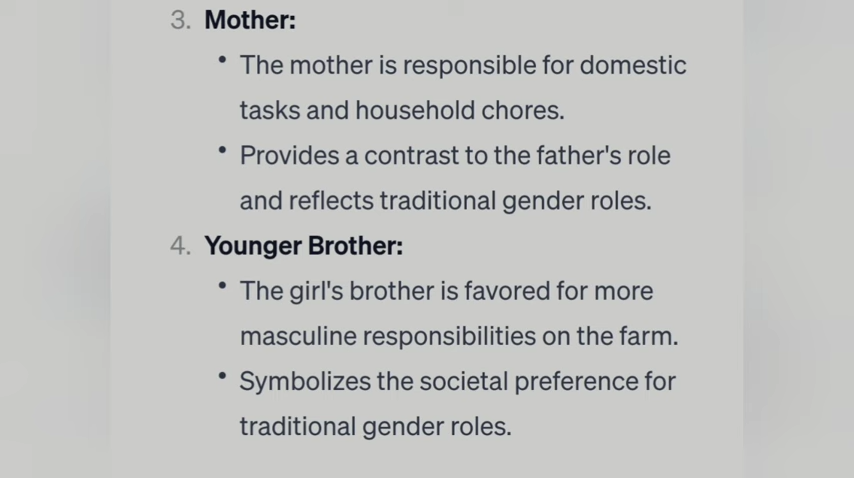 3. Mother:
• The mother is responsible for domestic
tasks and household chores.
• Provides a contrast to the father's role
and reflects traditional gender roles.
4. Younger Brother:
• The girl's brother is favored for more
masculine responsibilities on the farm.
• Symbolizes the societal preference for
traditional gender roles.